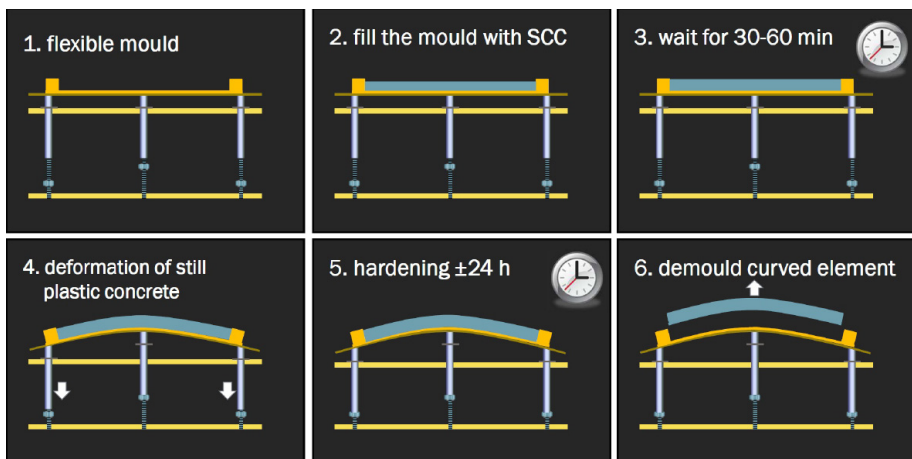 1. flexible mould
2. fill the mould with SCC
3. wait for 30-60 min
4. deformation of still
plastic concrete
5. hardening ±24 h
6. demould curved element